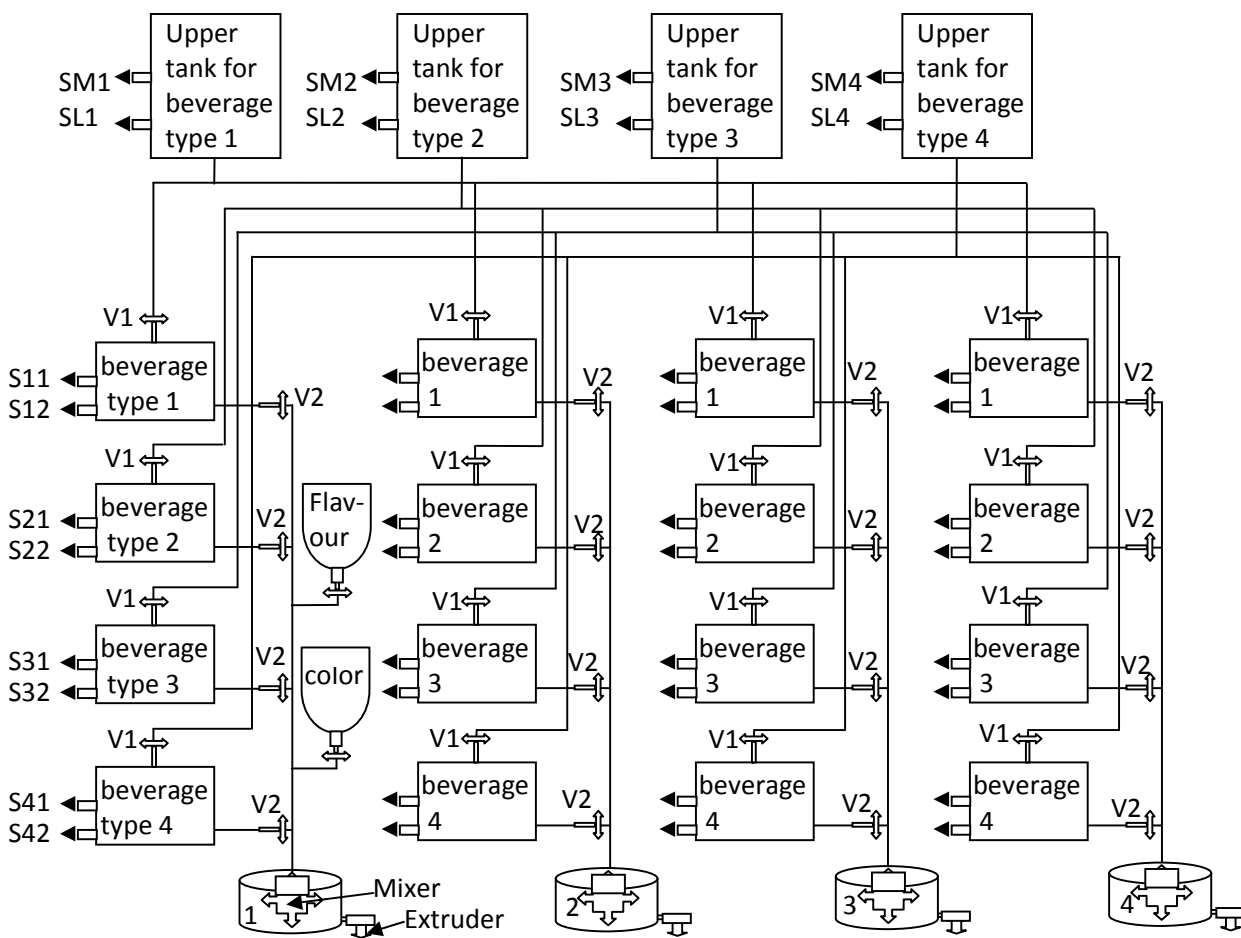 Upper
tank for
beverage
type 1
SM1
SL1
Upper
tank for
beverage
type 2
SM2
SL2
Upper
tank for
beverage
type 3
SM3
SL3
Upper
tank for
beverage
type 4
SM4
SL4
V1
V1
V1
V1
beverage
type 1
S11
S12
V2
beverage
1
V2
beverage
1
V2
beverage
1
V2
V1
V1
V1
V1
beverage
type 2
S21
S22
V2
Flav-
our
beverage
2
V2
beverage
2
V2
beverage
2
V2
V1
V1
V1
V1
beverage
type 3
S31
S32
V2
color
beverage
3
V2
beverage
3
V2
beverage
3
V2
V1
V1
V1
V1
beverage
type 4
S41
S42
V2
beverage
4
V2
beverage
4
V2
beverage
4
V2
1
Mixer
Extruder
2
3
4